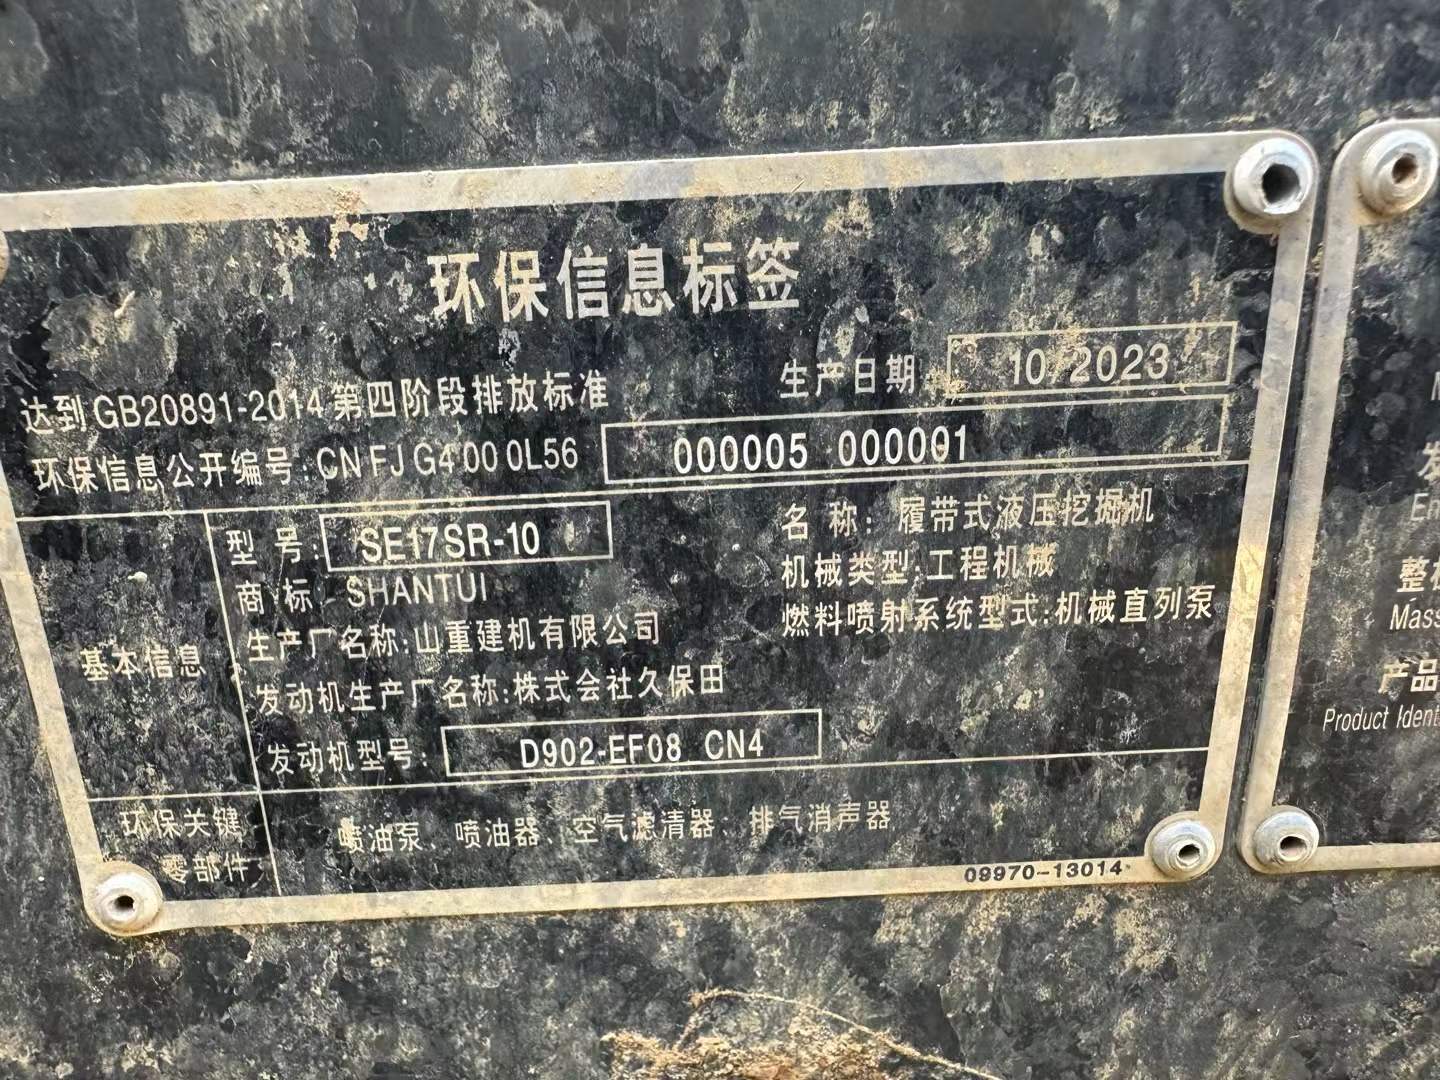 环保信息标签
达到GB20891-2014第四阶段排放标准
生产日期 10/2023
环保信息公开编号:CN FJ G4 00 0L56 000005 000001
基本信息
型 号: SE17SR-10
名 称: 履带式液压挖掘机
商 标: SHANTUI
机械类型:工程机械
生产厂名称:山重建机有限公司
燃料喷射系统型式:机械直列泵
发动机生产厂名称:株式会社久保田
发动机型号: D902-EF08 CN4
环保关键
零部件
喷油泵、喷油器、空气滤清器、排气消声器
09970-13014
整机
Mass
产品
Product Ident